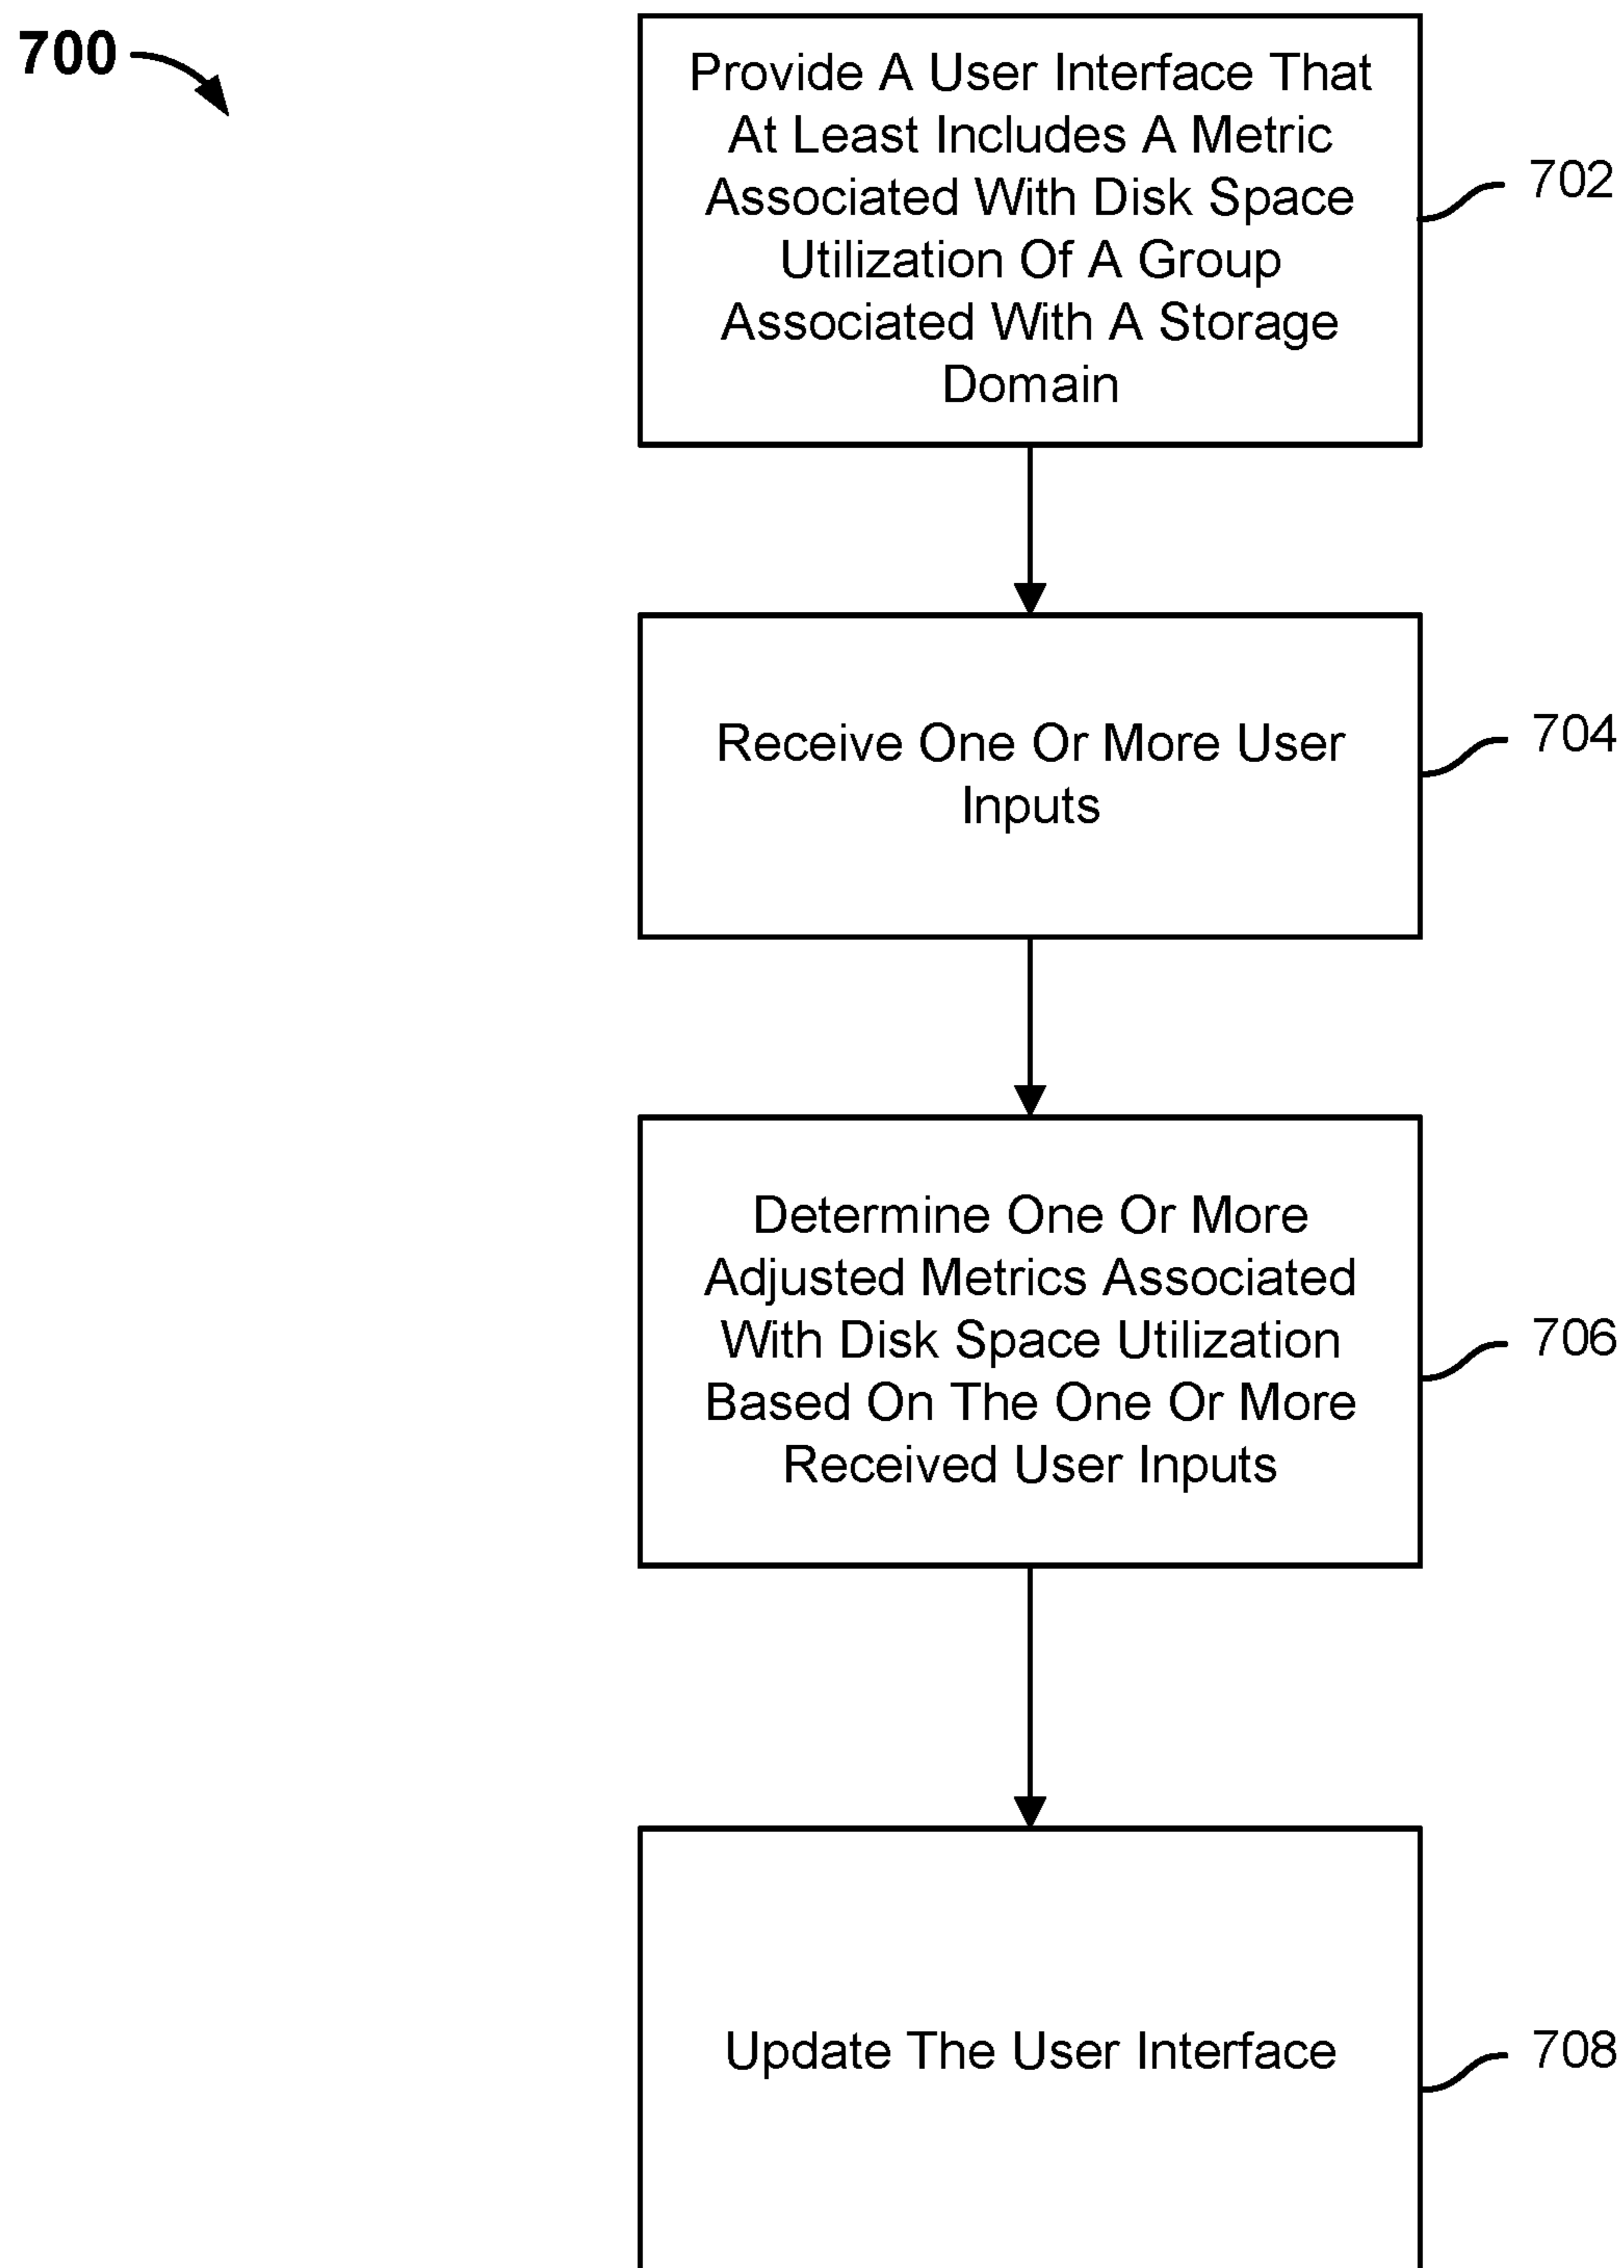 700
Provide A User Interface That
At Least Includes A Metric
Associated With Disk Space
Utilization Of A Group
Associated With A Storage
Domain
702
Receive One Or More User
Inputs
704
Determine One Or More
Adjusted Metrics Associated
With Disk Space Utilization
Based On The One Or More
Received User Inputs
706
Update The User Interface
708